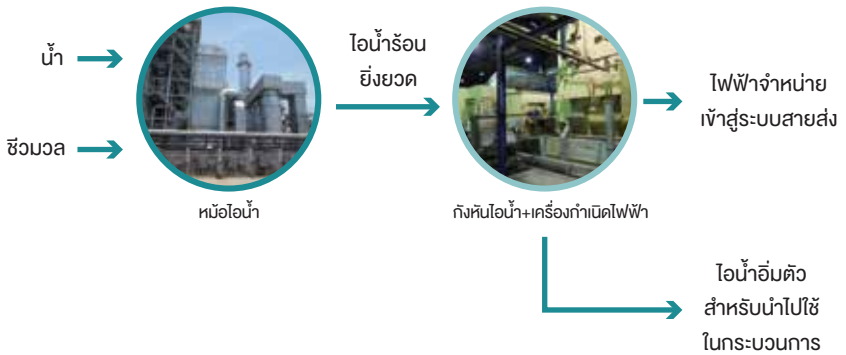 น้ำ
ชีวมวล
หม้อไอน้ำ
ไอน้ำร้อน
ยิ่งยวด
กังหันไอน้ำ+เครื่องกำเนิดไฟฟ้า
ไฟฟ้าจำหน่าย
เข้าสู่ระบบสายส่ง
ไอน้ำอิ่มตัว
สำหรับนำไปใช้
ในกระบวนการ